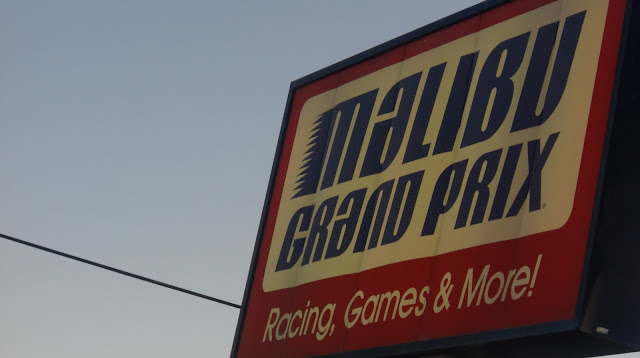 MALIBU
GRAND PRIX
Racing, Games & More!